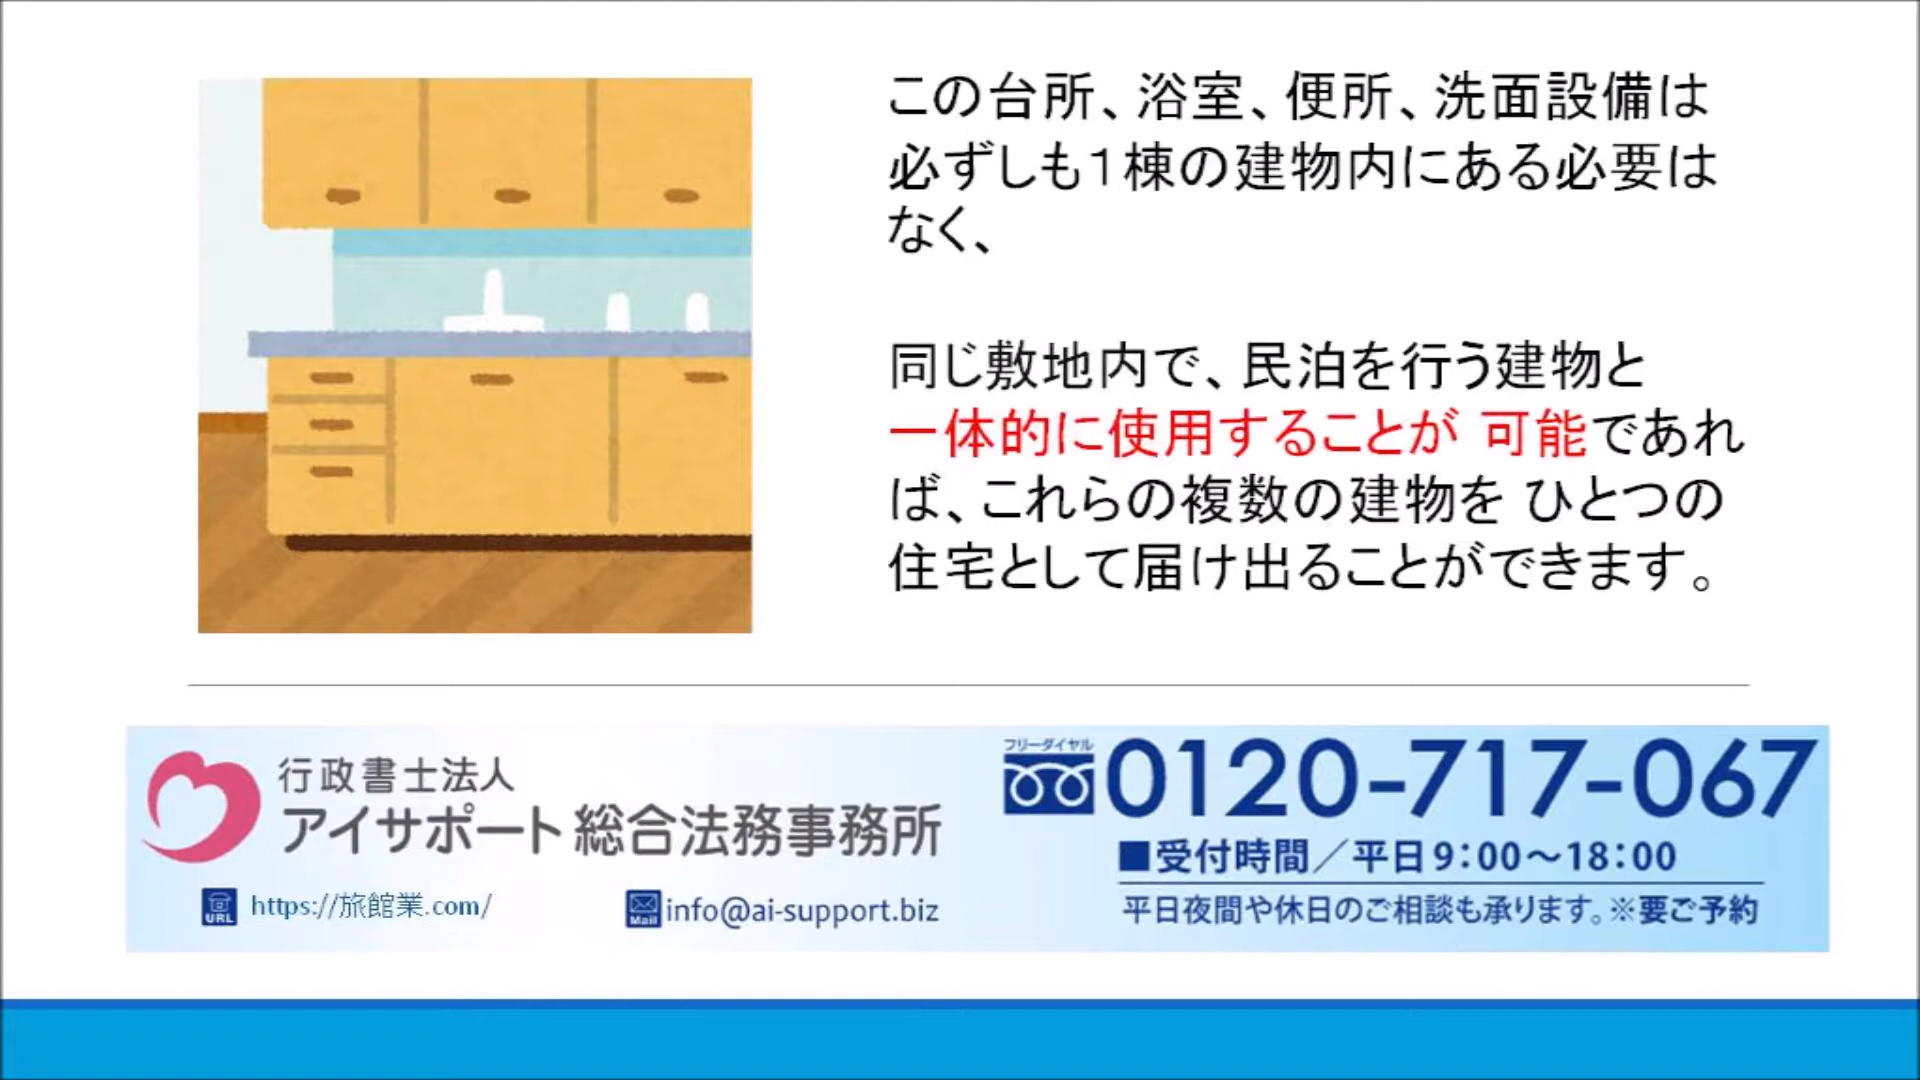 この台所、浴室、便所、洗面設備は
必ずしも1棟の建物内にある必要は
なく、
同じ敷地内で、民泊を行う建物と
一体的に使用することが 可能であれ
ば、これらの複数の建物を ひとつの
住宅として届け出ることができます。
行政書士法人
アイサポート総合法務事務所
URL https://旅館業.com/
Mail info@ai-support.biz
フリーダイヤル
0120-717-067
■受付時間／平日9：00～18：00
平日夜間や休日のご相談も承ります。※要ご予約